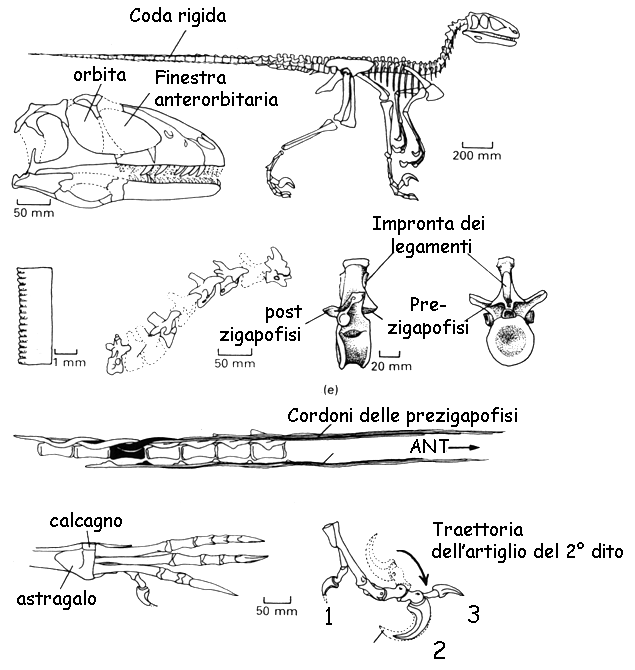 Coda rigida
orbita
Finestra
anterorbitaria
200 mm
50 mm
Impronta dei
legamenti
post
zigapofisi
Pre-
zigapofisi
1 mm
50 mm
20 mm
(e)
Cordoni delle prezigapofisi
ANT
calcagno
astragalo
50 mm
Traettoria
dell'artiglio del 2° dito
1
3
2